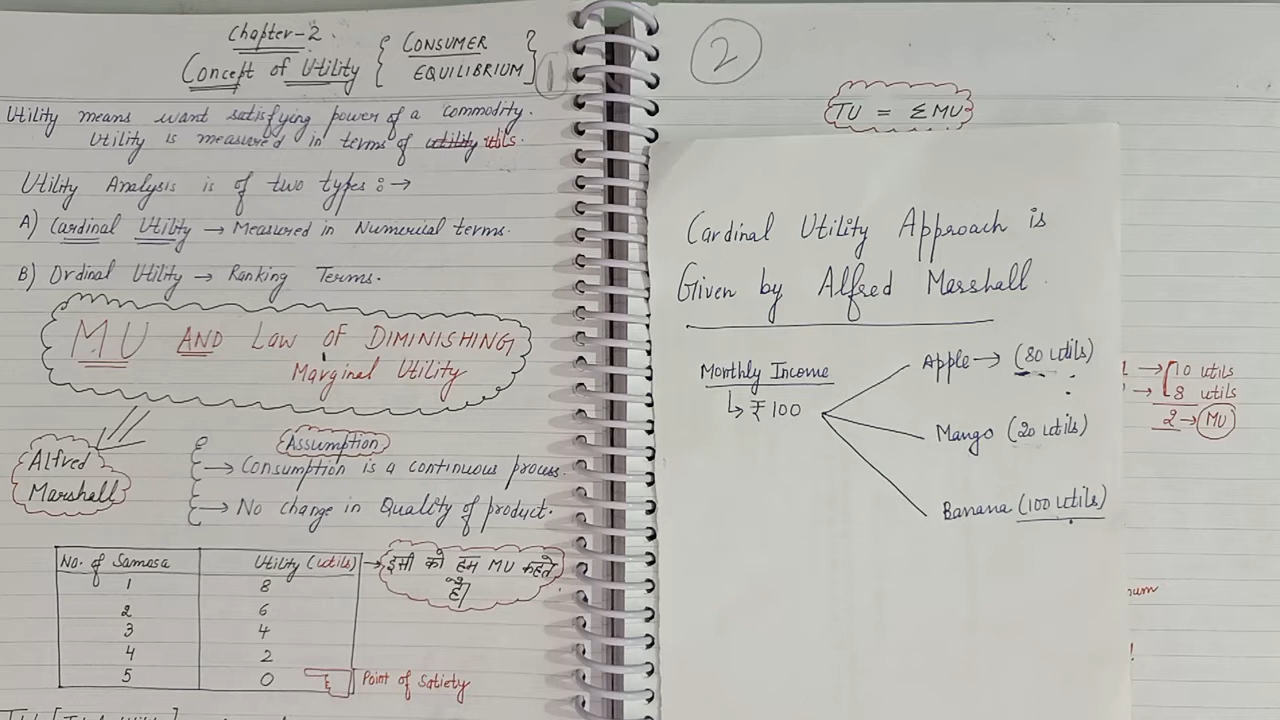 Chapter-2.
Concept of Utility { CONSUMER EQUILIBRIUM } 1
Utility means want satisfying power of a commodity.
Utility is measured in terms of utility utils.
Utility Analysis is of two types :→
A) Cardinal Utility → Measured in Numerical terms.
B) Ordinal Utility → Ranking Terms.
MU AND Law of DIMINISHING
Marginal Utility
Alfred
Marshall
Assumption
→ Consumption is a continuous process.
→ No change in Quality of product.
No. of Samosa Utility (utils) → इसी को हम MU कहते
है।
1 8
2 6
3 4
4 2
5 0 Point of Satiety
2
TU = ΣMU
Cardinal Utility Approach is
Given by Alfred Marshall
Monthly Income
↳ ₹100
Apple → (80 utils)
Mango (20 utils)
Banana (100 utils)
→ 10 utils
→ 8 utils
2 → MU